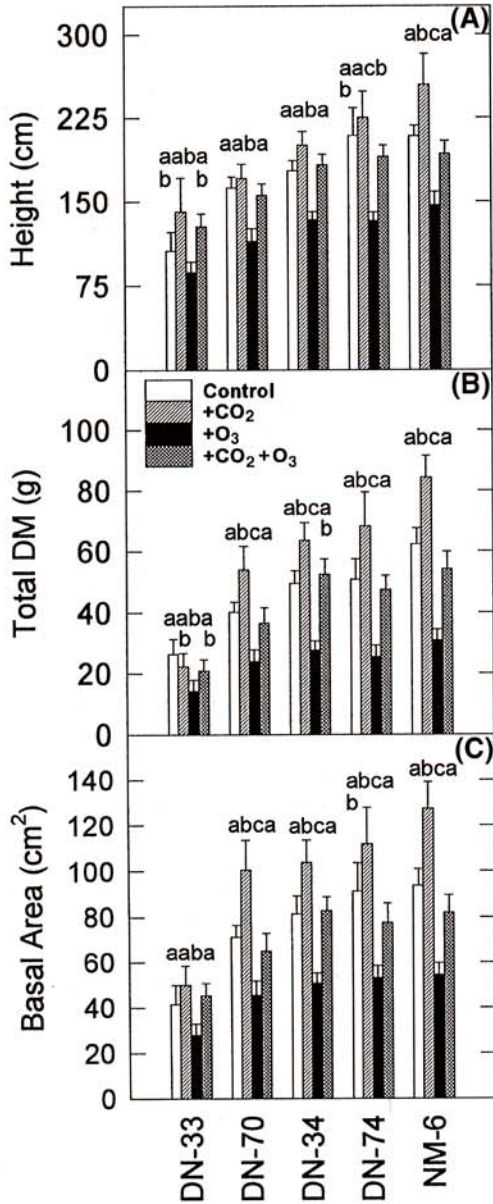 (A)
300
225
150
75
0
Height (cm)
aaba
b b
aaba
aaba
aacb
b
abca
(B)
Control
+CO₂
+O₃
+CO₂+O₃
100
80
60
40
20
0
Total DM (g)
aaba
b b
abca
abca
b
abca
abca
(C)
140
120
100
80
60
40
20
0
Basal Area (cm²)
aaba
abca
abca
abca
b
abca
DN-33
DN-70
DN-34
DN-74
NM-6